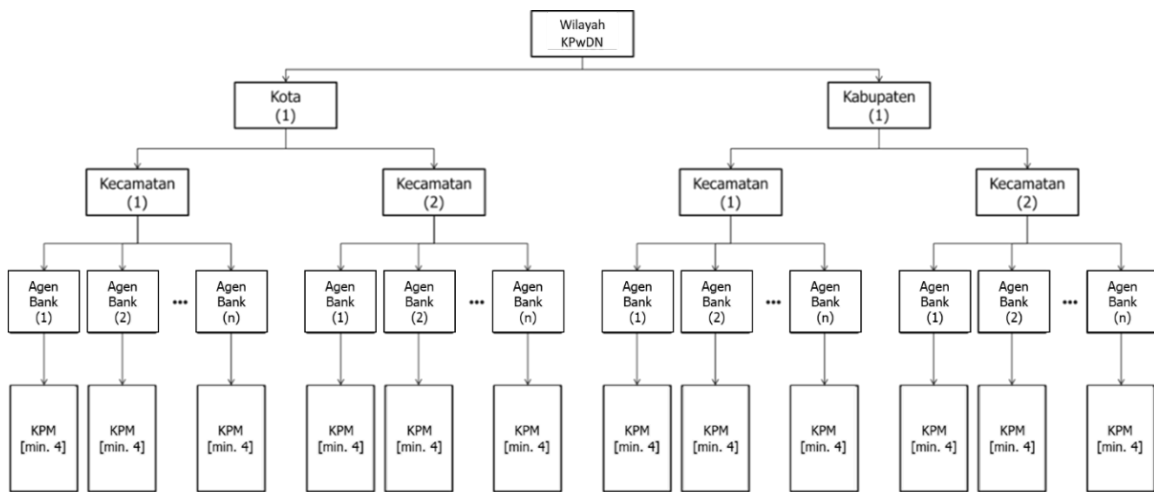 Wilayah
KPwDN
Kota
(1)
Kabupaten
(1)
Kecamatan
(1)
Kecamatan
(2)
Kecamatan
(1)
Kecamatan
(2)
Agen
Bank
(1)
Agen
Bank
(2)
•••
Agen
Bank
(n)
Agen
Bank
(1)
Agen
Bank
(2)
•••
Agen
Bank
(n)
Agen
Bank
(1)
Agen
Bank
(2)
•••
Agen
Bank
(n)
Agen
Bank
(1)
Agen
Bank
(2)
•••
Agen
Bank
(n)
KPM
[min. 4]
KPM
[min. 4]
KPM
[min. 4]
KPM
[min. 4]
KPM
[min. 4]
KPM
[min. 4]
KPM
[min. 4]
KPM
[min. 4]
KPM
[min. 4]
KPM
[min. 4]
KPM
[min. 4]
KPM
[min. 4]